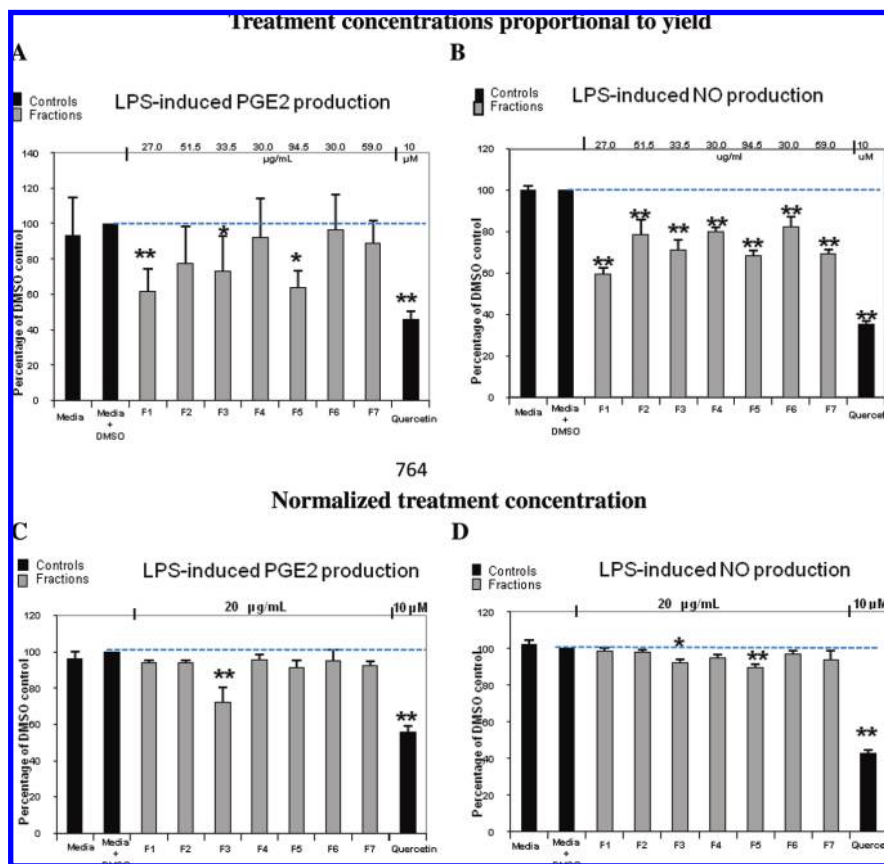 Treatment concentrations proportional to yield
A
Controls
Fractions
LPS-induced PGE2 production
27.0 51.5 33.5 30.0 94.5 30.0 59.0 10
µg/mL µM
Percentage of DMSO control
140
120
100
80
60
40
20
0
** * * **
Media Media + DMSO F1 F2 F3 F4 F5 F6 F7 Quercetin
B
Controls
Fractions
LPS-induced NO production
27.0 51.5 33.5 30.0 94.5 30.0 59.0 10
ug/ml uM
Percentage of DMSO control
120
100
80
60
40
20
0
** ** ** ** ** ** ** **
Media Media + DMSO F1 F2 F3 F4 F5 F6 F7 Quercetin
764
Normalized treatment concentration
C
Controls
Fractions
LPS-induced PGE2 production
20 µg/mL 10 µM
Percentage of DMSO control
120
100
80
60
40
20
0
** **
Media Media + DMSO F1 F2 F3 F4 F5 F6 F7 Quercetin
D
Controls
Fractions
LPS-induced NO production
20 µg/mL 10 µM
Percentage of DMSO control
120
100
80
60
40
20
0
* ** **
Media Media + DMSO F1 F2 F3 F4 F5 F6 F7 Quercetin